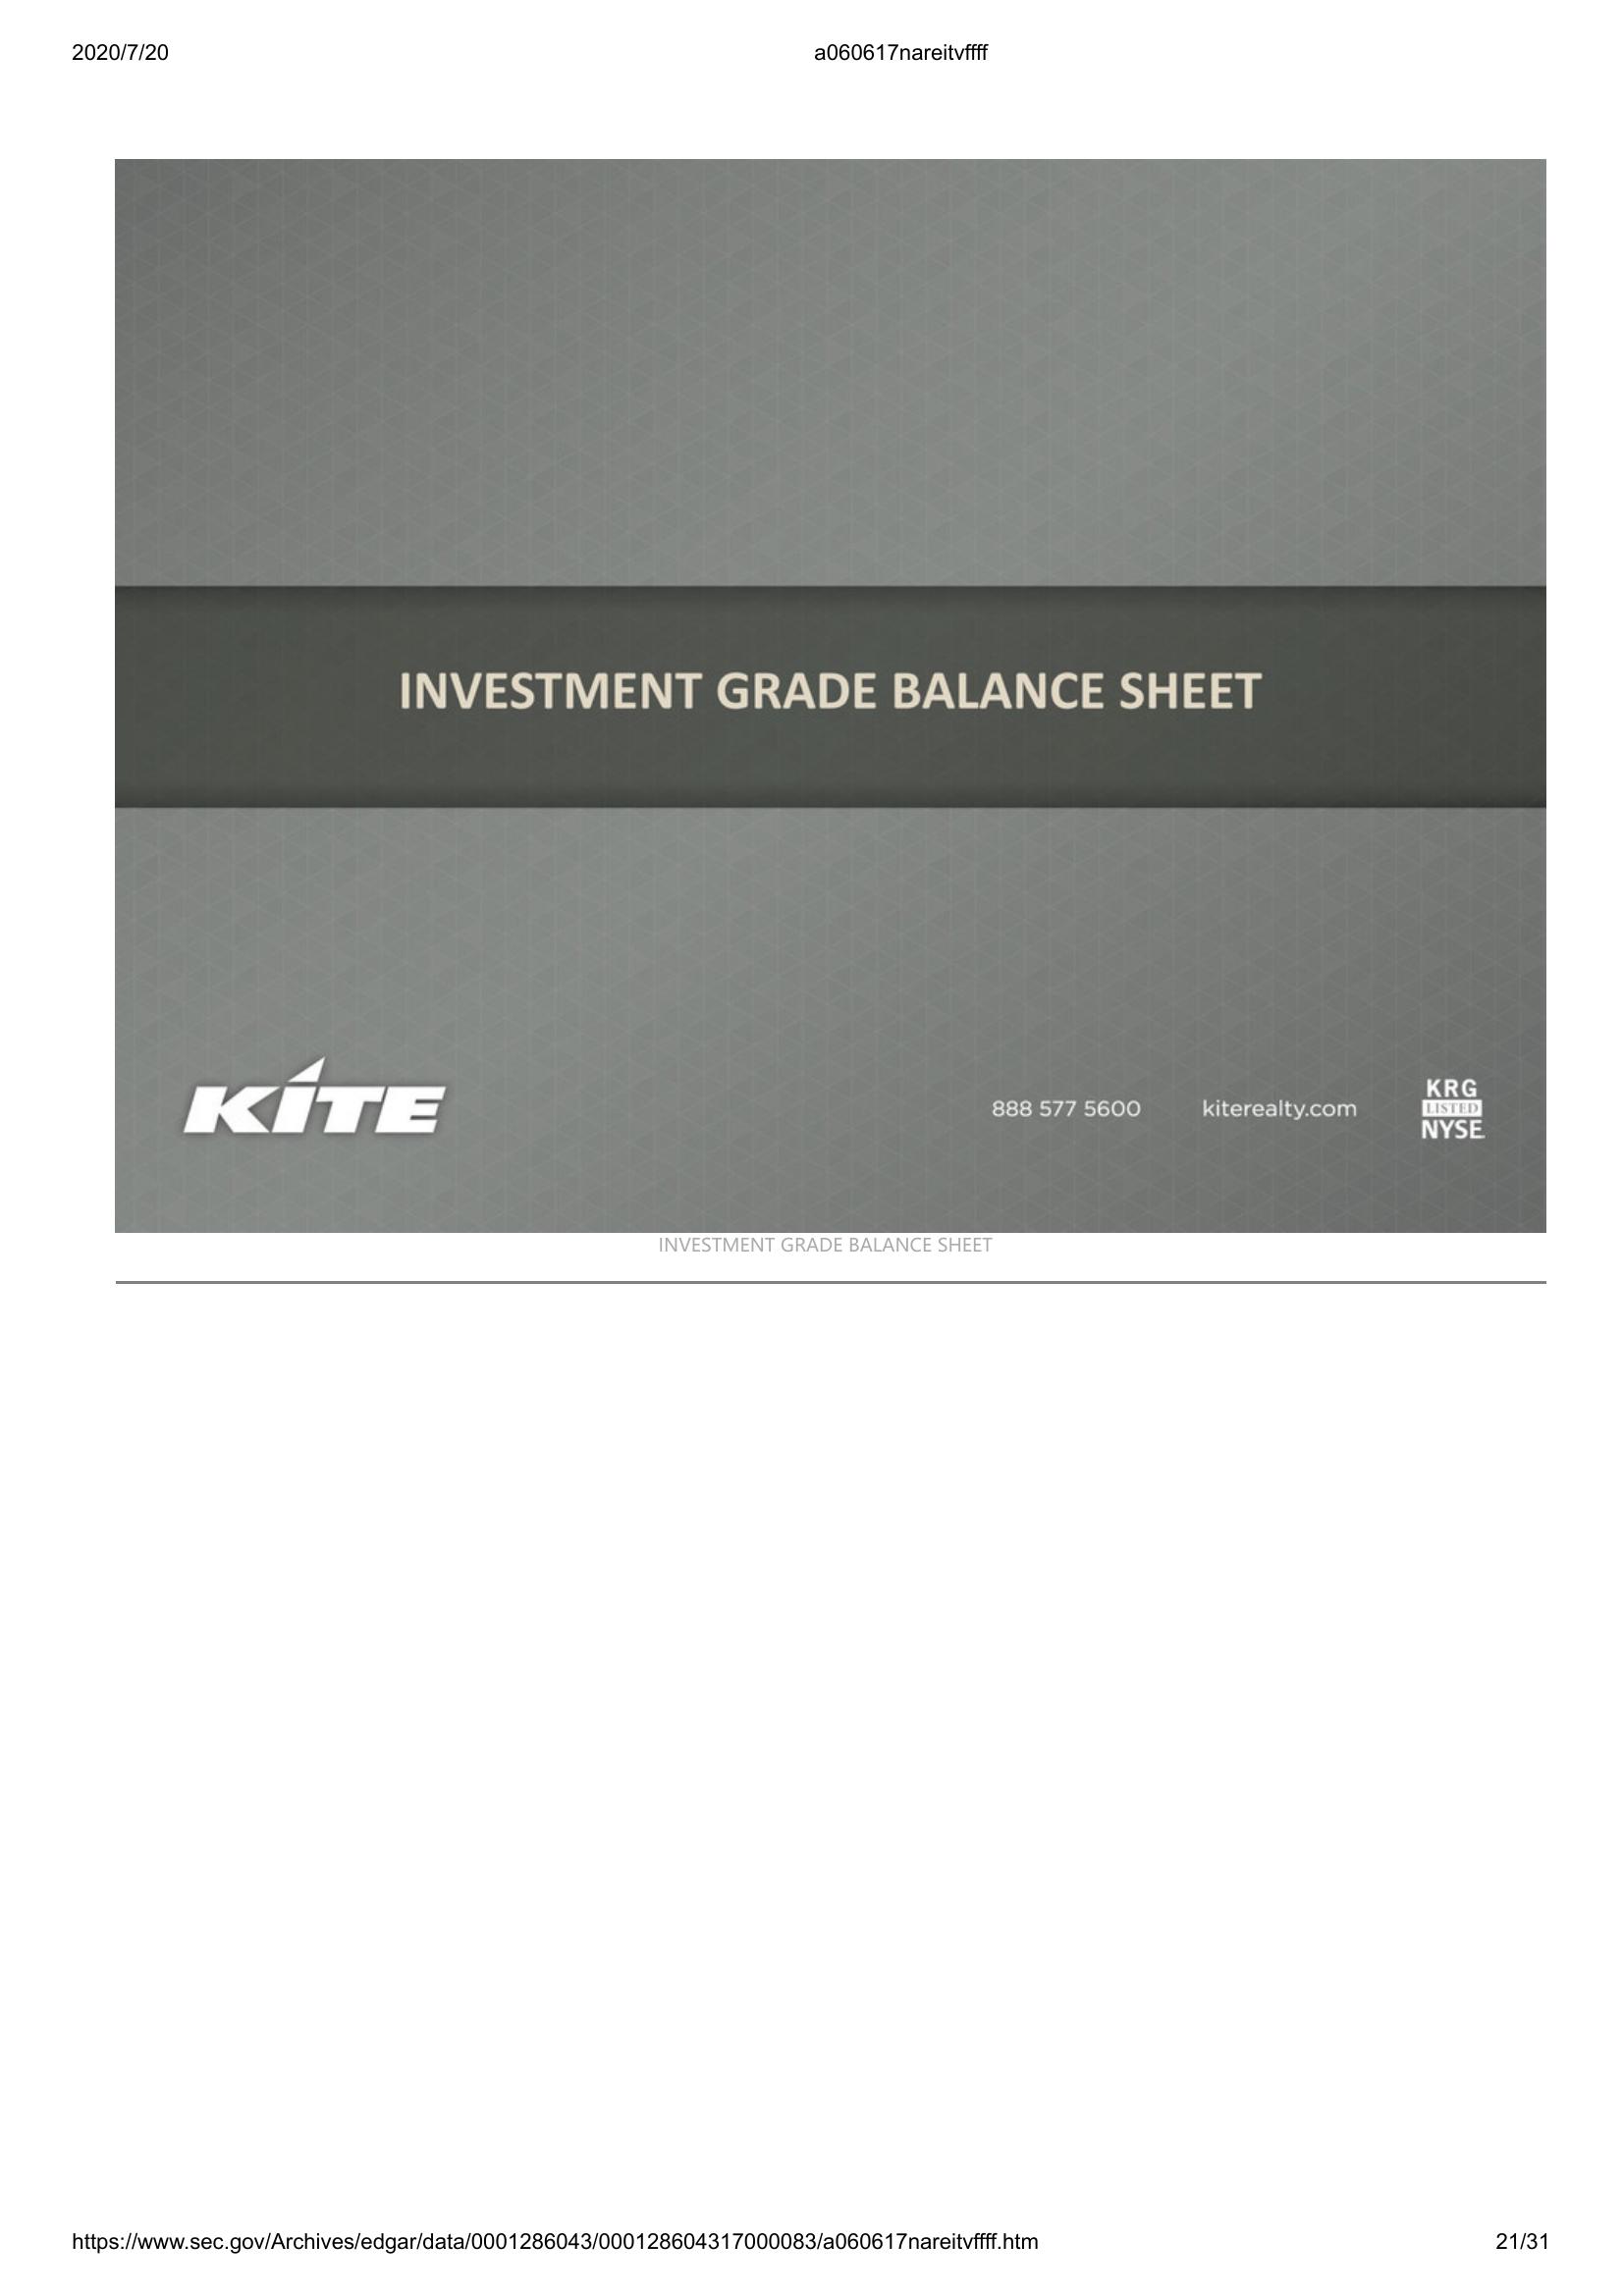 2020/7/20 a060617nareitvffff
INVESTMENT GRADE BALANCE SHEET
KITE 888 577 5600 kiterealty.com KRG
LISTED
NYSE
INVESTMENT GRADE BALANCE SHEET
https://www.sec.gov/Archives/edgar/data/0001286043/000128604317000083/a060617nareitvffff.htm 21/31